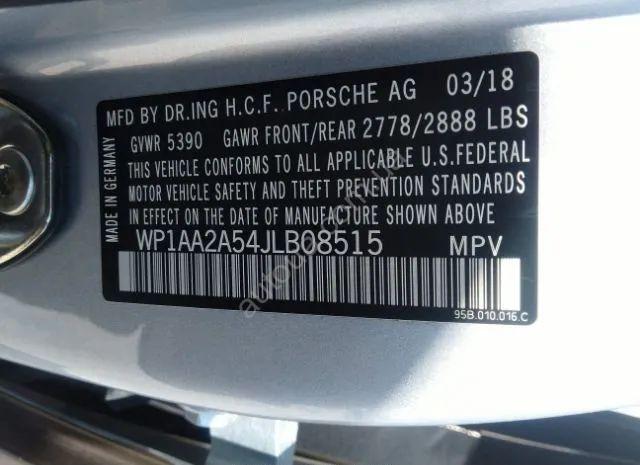 MFD BY DR.ING H.C.F. PORSCHE AG 03/18
GVWR 5390 GAWR FRONT/REAR 2778/2888 LBS
THIS VEHICLE CONFORMS TO ALL APPLICABLE U.S.FEDERAL
MOTOR VEHICLE SAFETY AND THEFT PREVENTION STANDARDS
IN EFFECT ON THE DATE OF MANUFACTURE SHOWN ABOVE
MADE IN GERMANY
WP1AA2A54JLB08515 MPV
95B.010.016.C